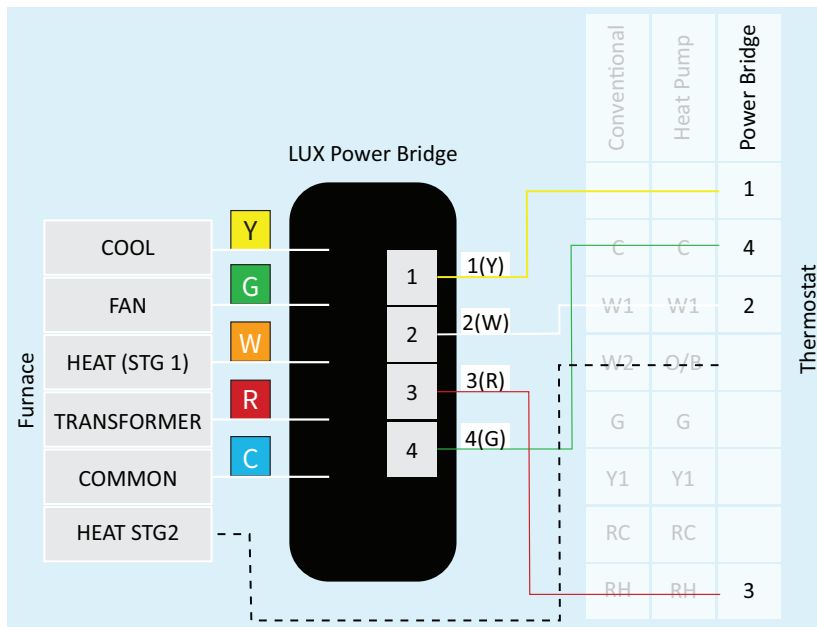 LUX Power Bridge
Furnace
COOL
FAN
HEAT (STG 1)
TRANSFORMER
COMMON
HEAT STG2
Y
G
W
R
C
1
2
3
4
1(Y)
2(W)
3(R)
4(G)
Conventional
Heat Pump
Power Bridge
1
C C 4
W1 W1 2
W2 O/B
G G
Y1 Y1
RC RC
RH RH 3
Thermostat